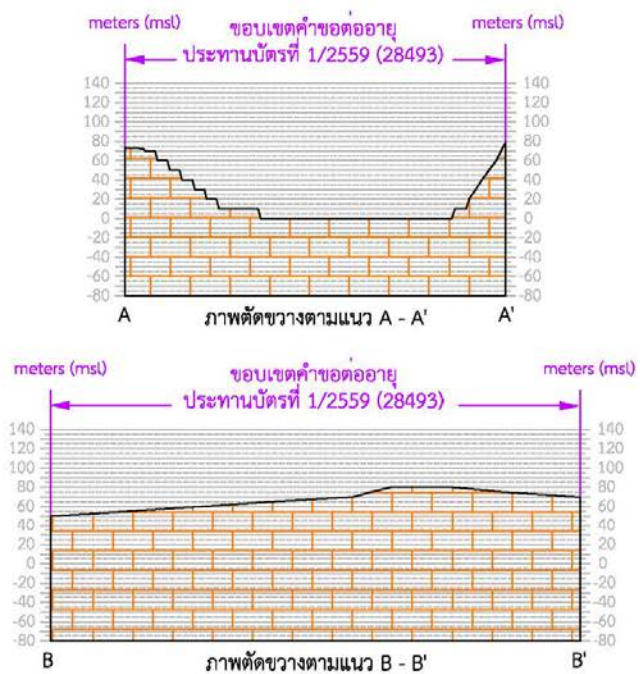 meters (msl)
ขอบเขตคำขอต่ออายุ
ประทานบัตรที่ 1/2559 (28493)
meters (msl)
140 140
120 120
100 100
80 80
60 60
40 40
20 20
0 0
-20 -20
-40 -40
-60 -60
-80 -80
A ภาพตัดขวางตามแนว A - A' A'
meters (msl)
ขอบเขตคำขอต่ออายุ
ประทานบัตรที่ 1/2559 (28493)
meters (msl)
140 140
120 120
100 100
80 80
60 60
40 40
20 20
0 0
-20 -20
-40 -40
-60 -60
-80 -80
B ภาพตัดขวางตามแนว B - B' B'